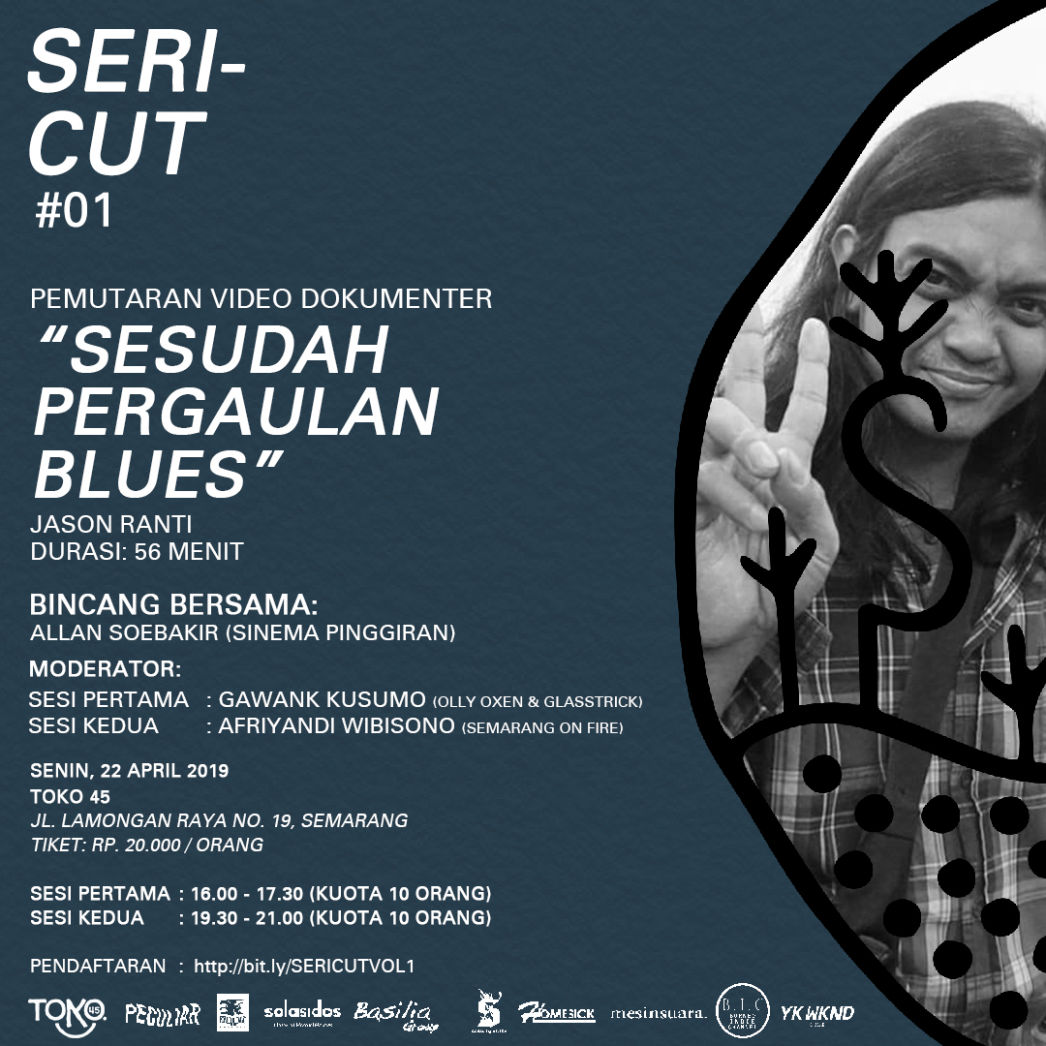 SERI-
CUT
#01
PEMUTARAN VIDEO DOKUMENTER
“SESUDAH
PERGAULAN
BLUES”
JASON RANTI
DURASI: 56 MENIT
BINCANG BERSAMA:
ALLAN SOEBAKIR (SINEMA PINGGIRAN)
MODERATOR:
SESI PERTAMA : GAWANK KUSUMO (OLLY OXEN & GLASSTRICK)
SESI KEDUA : AFRIYANDI WIBISONO (SEMARANG ON FIRE)
SENIN, 22 APRIL 2019
TOKO 45
JL. LAMONGAN RAYA NO. 19, SEMARANG
TIKET: RP. 20.000 / ORANG
SESI PERTAMA : 16.00 - 17.30 (KUOTA 10 ORANG)
SESI KEDUA : 19.30 - 21.00 (KUOTA 10 ORANG)
PENDAFTARAN : http://bit.ly/SERICUTVOL1
TOKO 45. PECULIAR solasidos Basilia Group HOMESICK mesinsuara. B.I.C BORNEO INDIE CHANNEL YK WKND